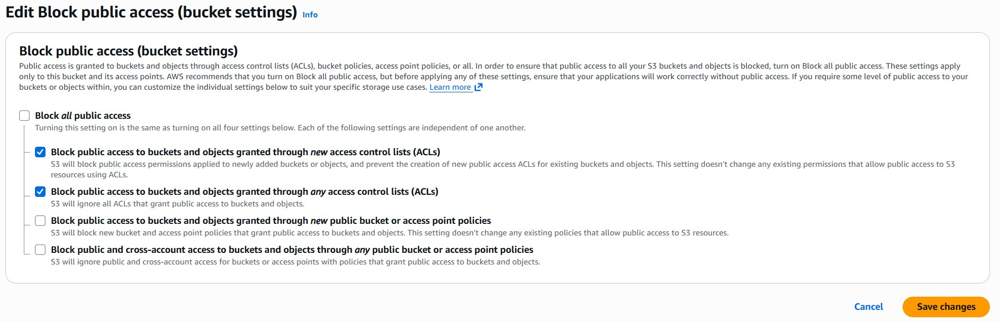 Edit Block public access (bucket settings) Info
Block public access (bucket settings)
Public access is granted to buckets and objects through access control lists (ACLs), bucket policies, access point policies, or all. In order to ensure that public access to all your S3 buckets and objects is blocked, turn on Block all public access. These settings apply
only to this bucket and its access points. AWS recommends that you turn on Block all public access, but before applying any of these settings, ensure that your applications will work correctly without public access. If you require some level of public access to your
buckets or objects within, you can customize the individual settings below to suit your specific storage use cases. Learn more
Block all public access
Turning this setting on is the same as turning on all four settings below. Each of the following settings are independent of one another.
Block public access to buckets and objects granted through new access control lists (ACLs)
S3 will block public access permissions applied to newly added buckets or objects, and prevent the creation of new public access ACLs for existing buckets and objects. This setting doesn't change any existing permissions that allow public access to S3
resources using ACLs.
Block public access to buckets and objects granted through any access control lists (ACLs)
S3 will ignore all ACLs that grant public access to buckets and objects.
Block public access to buckets and objects granted through new public bucket or access point policies
S3 will block new bucket and access point policies that grant public access to buckets and objects. This setting doesn't change any existing policies that allow public access to S3 resources.
Block public and cross-account access to buckets and objects through any public bucket or access point policies
S3 will ignore public and cross-account access for buckets or access points with policies that grant public access to buckets and objects.
Cancel Save changes